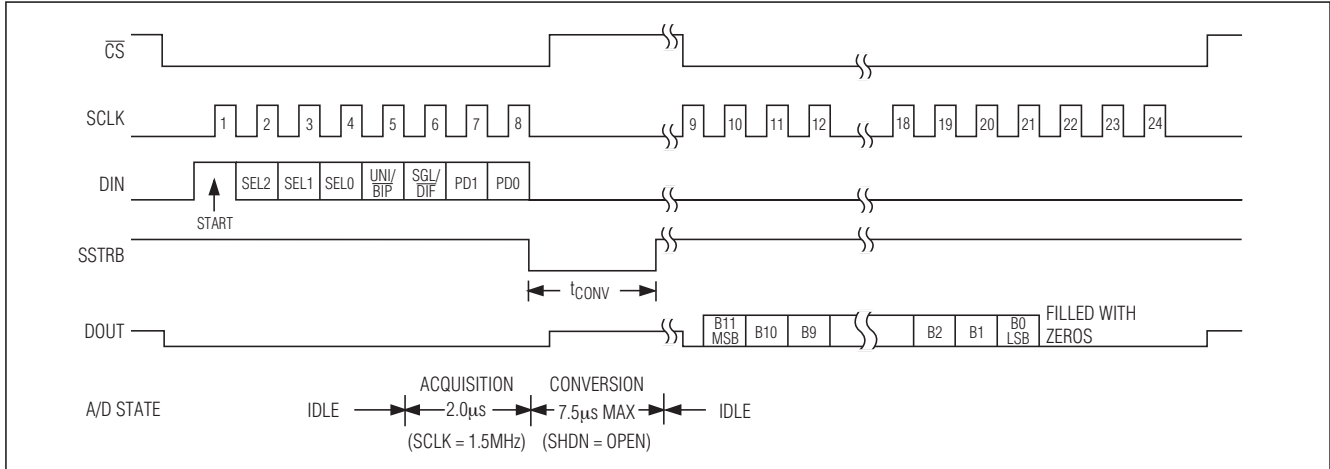 CS
SCLK 1 2 3 4 5 6 7 8 9 10 11 12 18 19 20 21 22 23 24
DIN SEL2 SEL1 SEL0 UNI/ BIP SGL/ DIF PD1 PD0
START
SSTRB
tCONV
DOUT B11 MSB B10 B9 B2 B1 B0 LSB FILLED WITH ZEROS
ACQUISITION CONVERSION
A/D STATE IDLE 2.0µs 7.5µs MAX IDLE
(SCLK = 1.5MHz) (SHDN = OPEN)